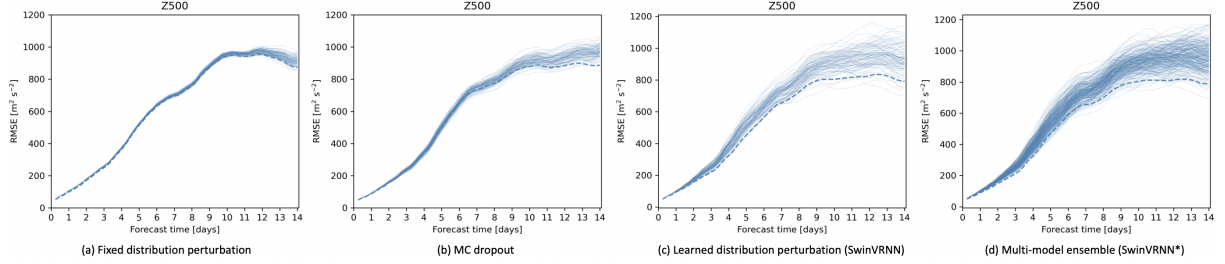 Z500
RMSE [m² s⁻²]
1200
1000
800
600
400
200
0
0 1 2 3 4 5 6 7 8 9 10 11 12 13 14
Forecast time [days]
(a) Fixed distribution perturbation
Z500
RMSE [m² s⁻²]
1200
1000
800
600
400
200
0
0 1 2 3 4 5 6 7 8 9 10 11 12 13 14
Forecast time [days]
(b) MC dropout
Z500
RMSE [m² s⁻²]
1200
1000
800
600
400
200
0
0 1 2 3 4 5 6 7 8 9 10 11 12 13 14
Forecast time [days]
(c) Learned distribution perturbation (SwinVRNN)
Z500
RMSE [m² s⁻²]
1200
1000
800
600
400
200
0
0 1 2 3 4 5 6 7 8 9 10 11 12 13 14
Forecast time [days]
(d) Multi-model ensemble (SwinVRNN*)